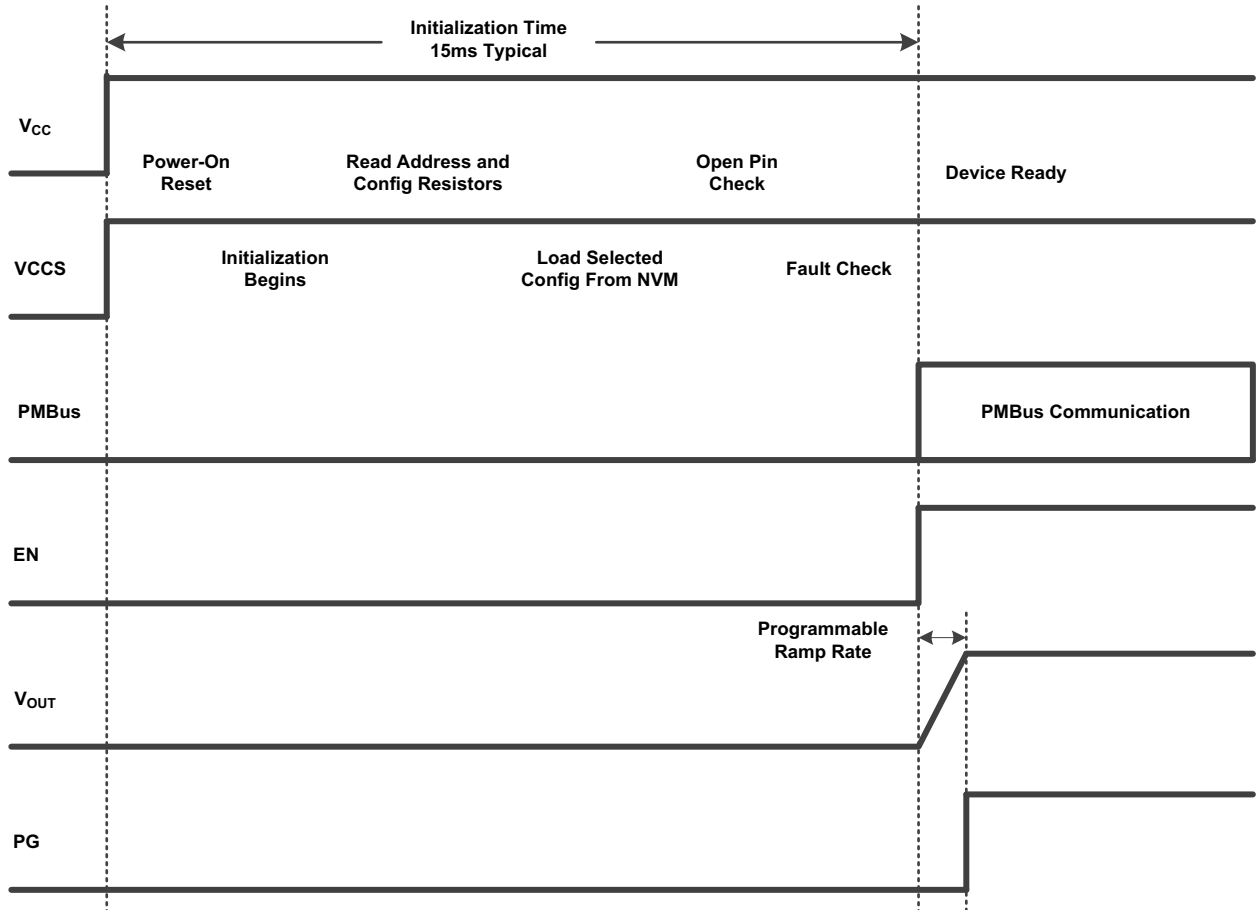 Initialization Time
15ms Typical
VCC
Power-On
Reset
Read Address and
Config Resistors
Open Pin
Check
Device Ready
VCCS
Initialization
Begins
Load Selected
Config From NVM
Fault Check
PMBus
PMBus Communication
EN
Programmable
Ramp Rate
VOUT
PG